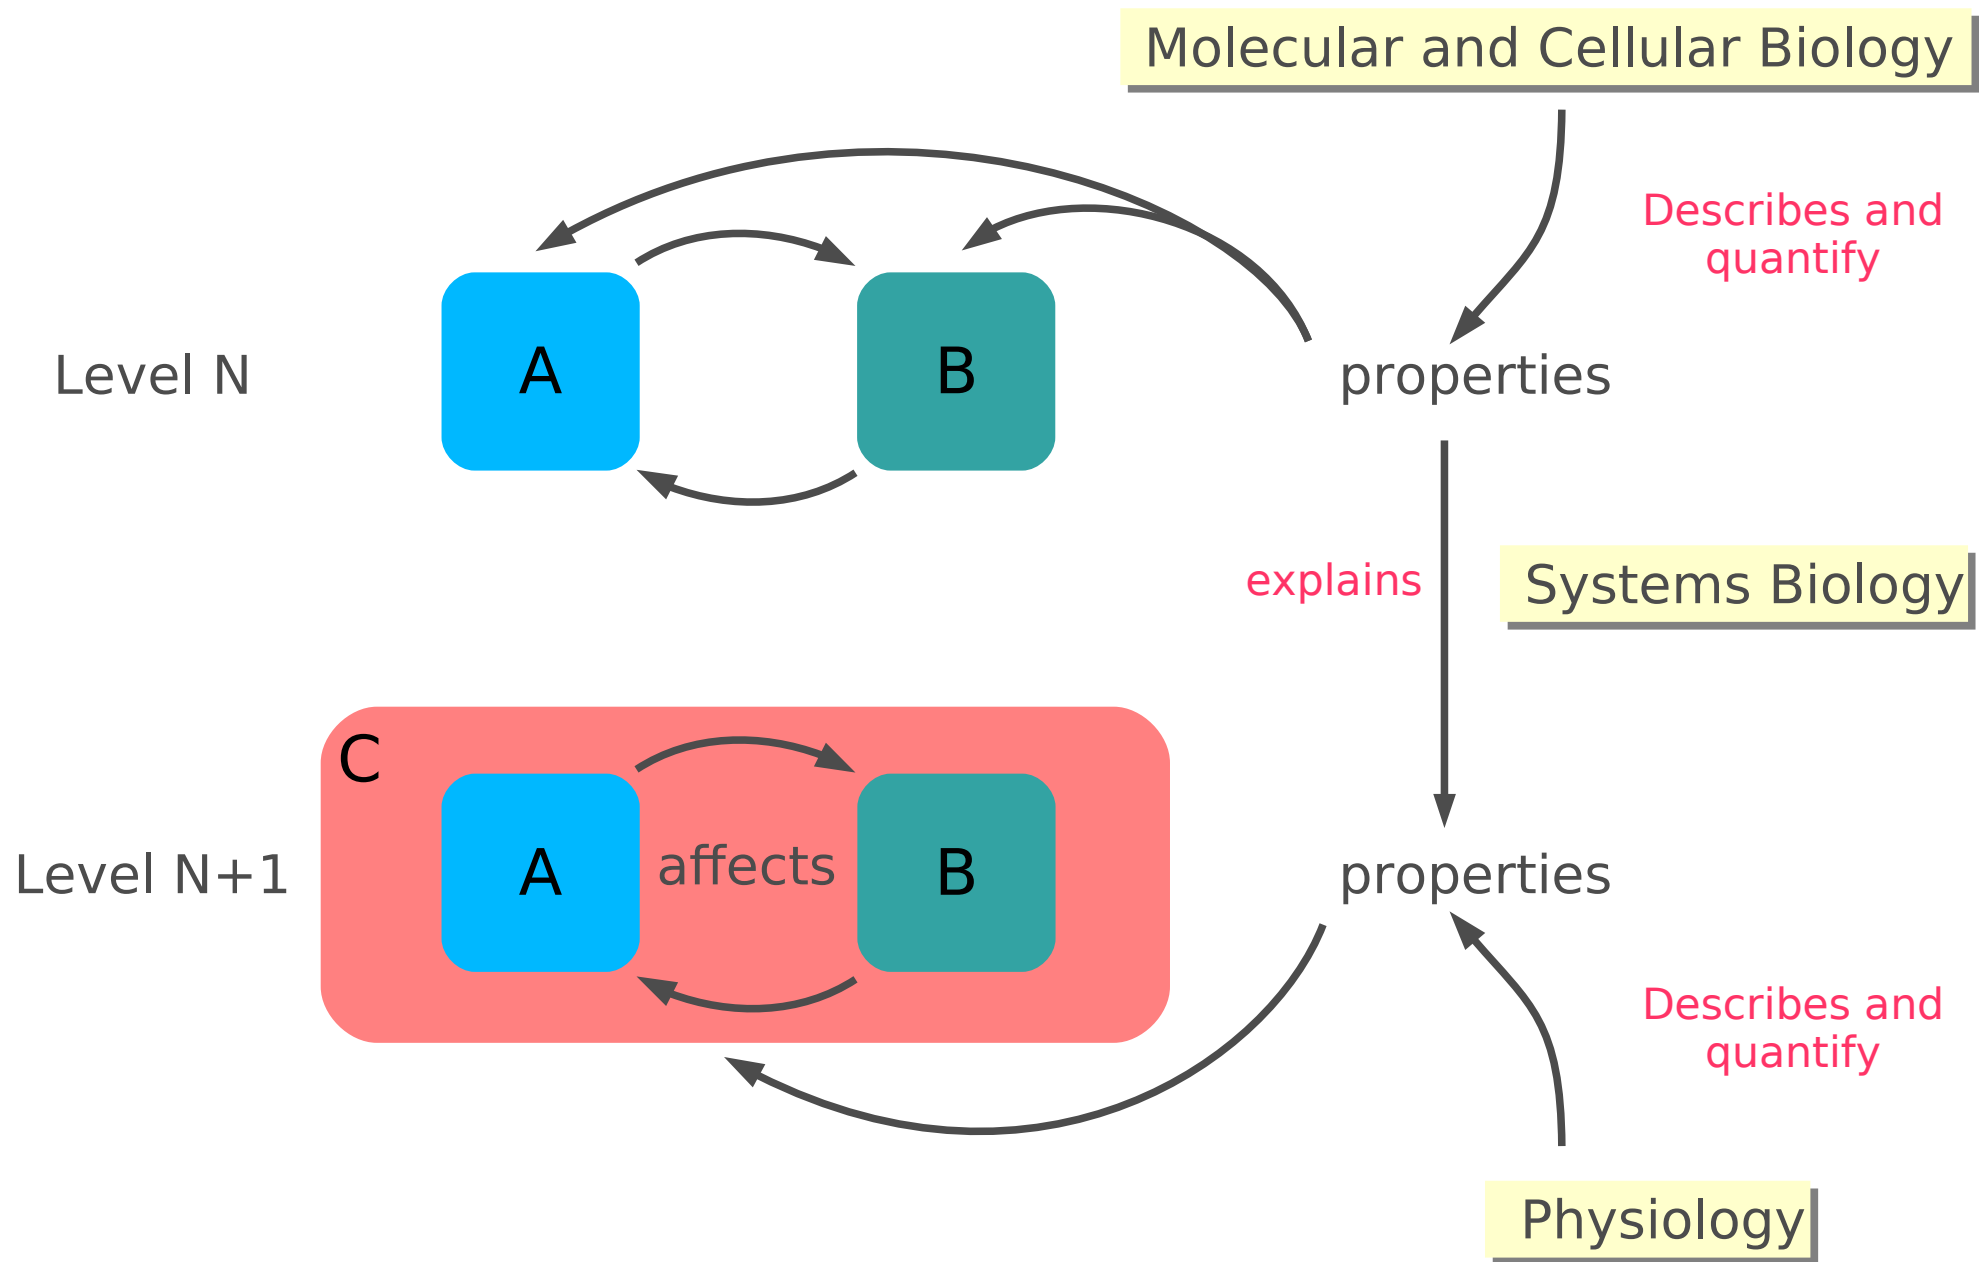 Molecular and Cellular Biology
Describes and
quantify
Level N
A
B
properties
explains
Systems Biology
C
Level N+1
A
affects
B
properties
Describes and
quantify
Physiology